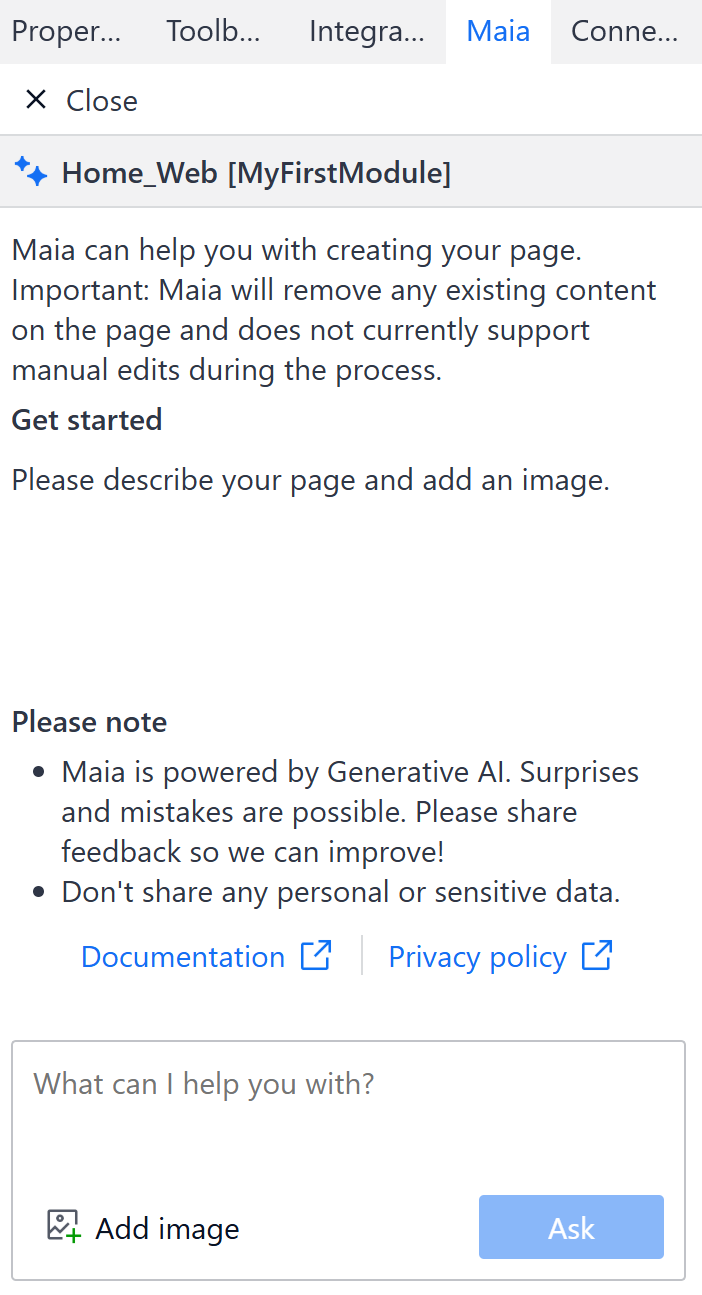 Proper... Toolb... Integra... Maia Conne...
Close
Home_Web [MyFirstModule]
Maia can help you with creating your page.
Important: Maia will remove any existing content
on the page and does not currently support
manual edits during the process.
Get started
Please describe your page and add an image.
Please note
• Maia is powered by Generative AI. Surprises
and mistakes are possible. Please share
feedback so we can improve!
• Don't share any personal or sensitive data.
Documentation Privacy policy
What can I help you with?
Add image Ask